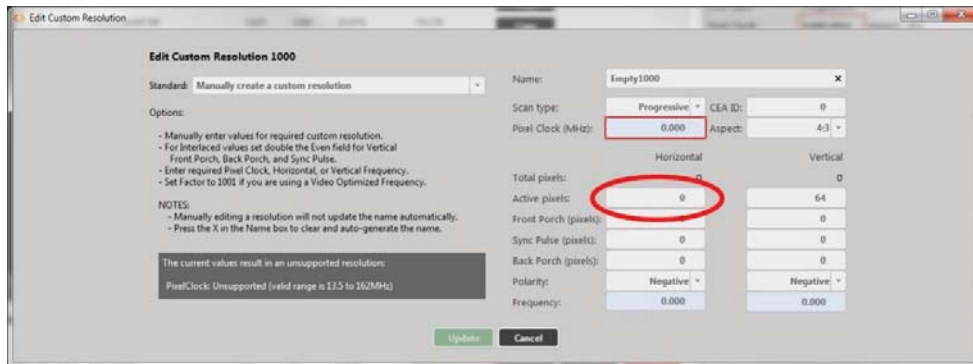 Edit Custom Resolution
Edit Custom Resolution 1000
Standard: Manually create a custom resolution
Options:
- Manually enter values for required custom resolution.
- For Interlaced values set double the Even field for Vertical
Front Porch, Back Porch, and Sync Pulse.
- Enter required Pixel Clock, Horizontal, or Vertical Frequency.
- Set Factor to 1001 if you are using a Video Optimized Frequency.
NOTES:
- Manually editing a resolution will not update the name automatically.
- Press the X in the Name box to clear and auto-generate the name.
The current values result in an unsupported resolution:
PixelClock: Unsupported (valid range is 13.5 to 162MHz)
Name: Empty1000 x
Scan type: Progressive CEA ID: 0
Pixel Clock (MHz): 0.000 Aspect: 4:3
Horizontal Vertical
Total pixels: 0 0
Active pixels: 0 64
Front Porch (pixels): 0 0
Sync Pulse (pixels): 0 0
Back Porch (pixels): 0 0
Polarity: Negative Negative
Frequency: 0.000 0.000
Update Cancel